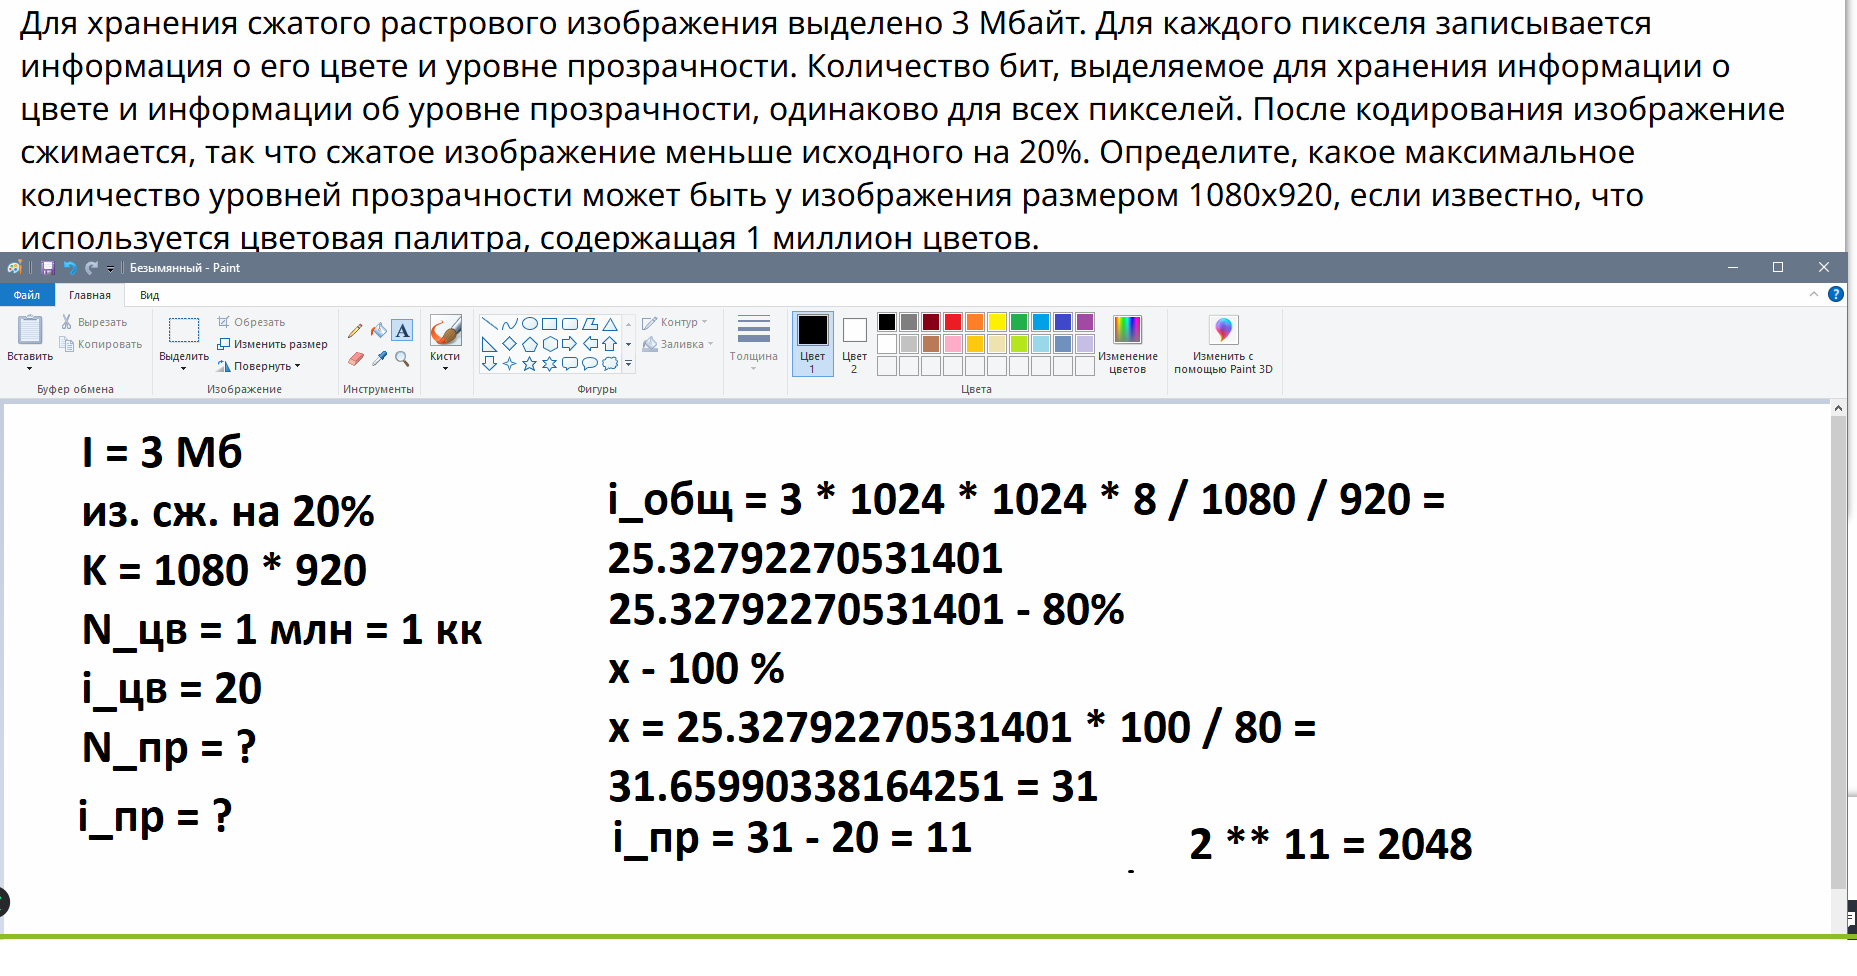 Для хранения сжатого растрового изображения выделено 3 Мбайт. Для каждого пикселя записывается
информация о его цвете и уровне прозрачности. Количество бит, выделяемое для хранения информации о
цвете и информации об уровне прозрачности, одинаково для всех пикселей. После кодирования изображение
сжимается, так что сжатое изображение меньше исходного на 20%. Определите, какое максимальное
количество уровней прозрачности может быть у изображения размером 1080x920, если известно, что
используется цветовая палитра, содержащая 1 миллион цветов.
Безымянный - Paint
Файл
Главная
Вид
Вставить
Вырезать
Копировать
Буфер обмена
Выделить
Обрезать
Изменить размер
Повернуть
Изображение
A
Инструменты
Кисти
Контур
Заливка
Фигуры
Толщина
Цвет
1
Цвет
2
Изменение
цветов
Цвета
Изменить с
помощью Paint 3D
?
I = 3 Мб
из. сж. на 20%
K = 1080 * 920
N_цв = 1 млн = 1 кк
i_цв = 20
N_пр = ?
i_пр = ?
i_общ = 3 * 1024 * 1024 * 8 / 1080 / 920 =
25.32792270531401
25.32792270531401 - 80%
x - 100 %
x = 25.32792270531401 * 100 / 80 =
31.65990338164251 = 31
i_пр = 31 - 20 = 11
2 ** 11 = 2048